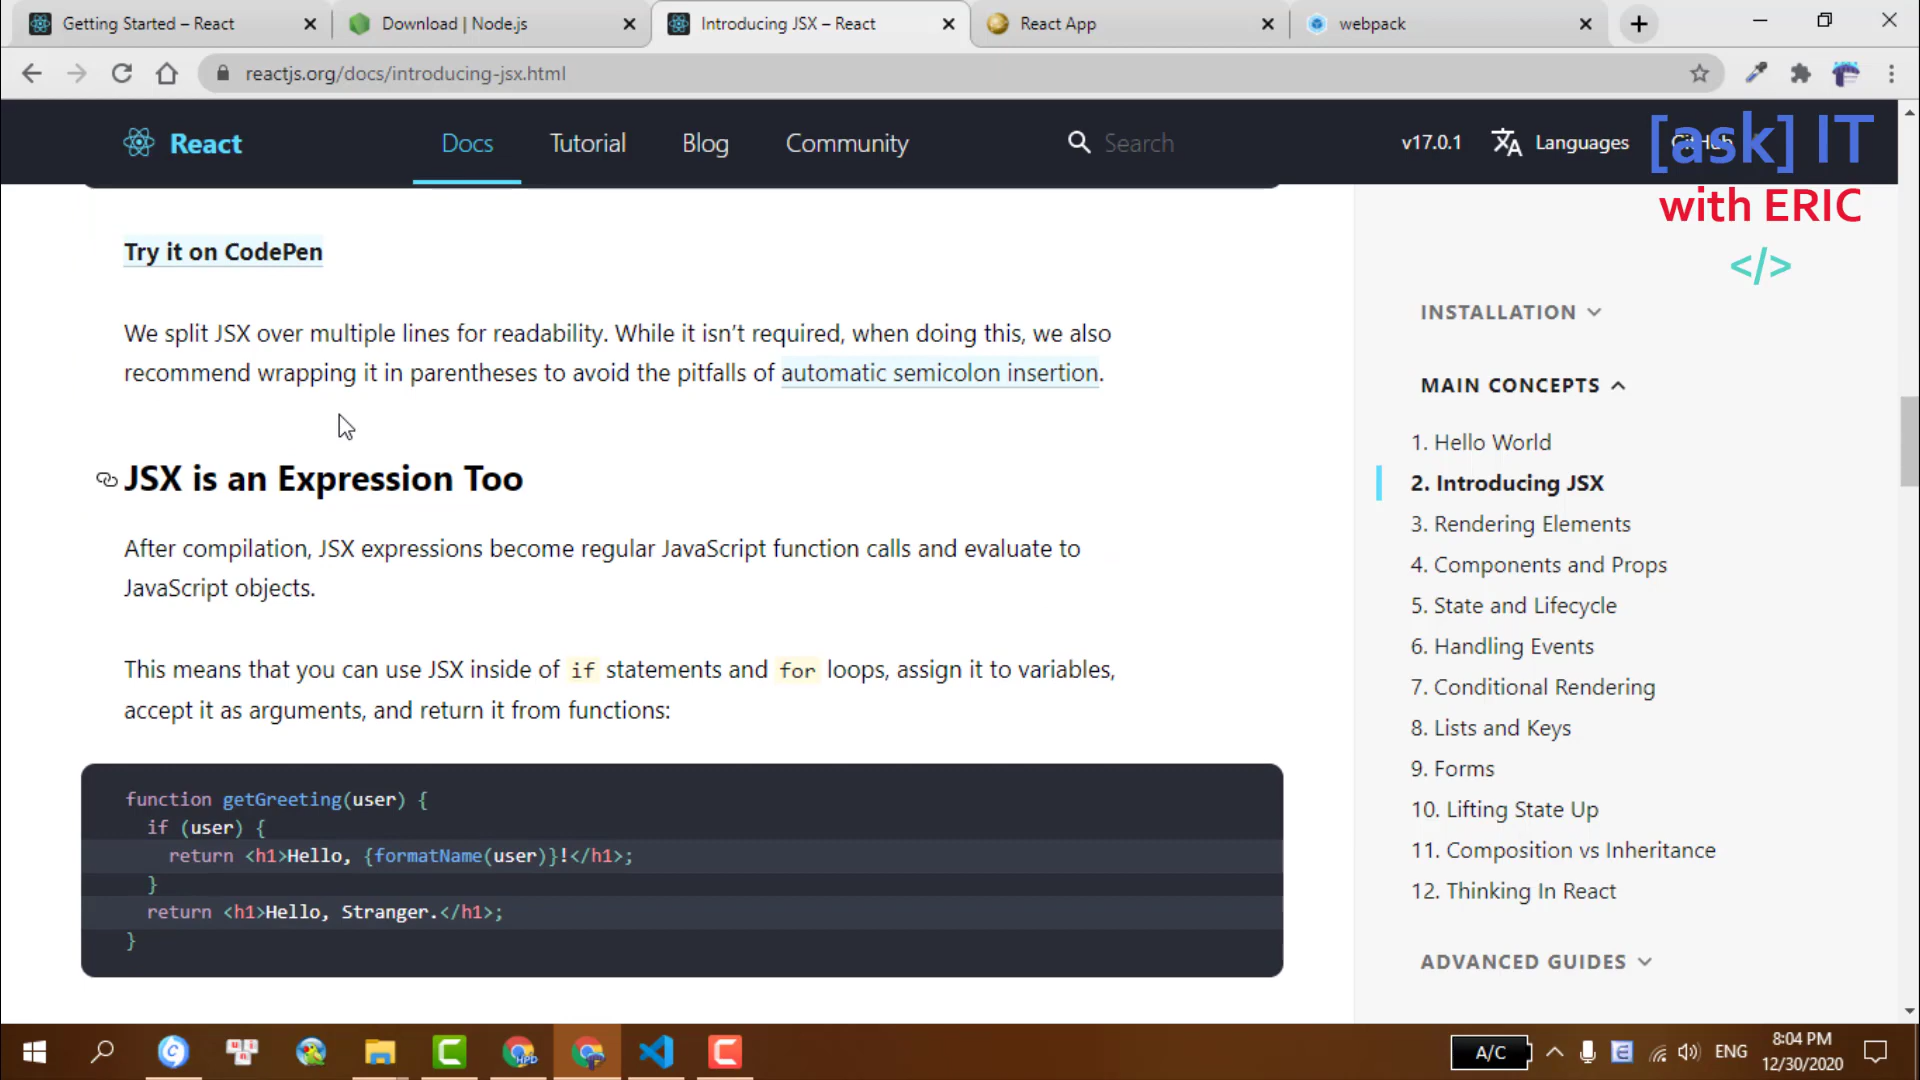 Getting Started – React
Download | Node.js
Introducing JSX – React
React App
webpack
reactjs.org/docs/introducing-jsx.html
React
Docs
Tutorial
Blog
Community
Search
v17.0.1
Languages
GitHub
[ask] IT
with ERIC
</>
Try it on CodePen
We split JSX over multiple lines for readability. While it isn’t required, when doing this, we also
recommend wrapping it in parentheses to avoid the pitfalls of automatic semicolon insertion.
JSX is an Expression Too
After compilation, JSX expressions become regular JavaScript function calls and evaluate to
JavaScript objects.
This means that you can use JSX inside of if statements and for loops, assign it to variables,
accept it as arguments, and return it from functions:
function getGreeting(user) {
if (user) {
return <h1>Hello, {formatName(user)}!</h1>;
}
return <h1>Hello, Stranger.</h1>;
}
INSTALLATION
MAIN CONCEPTS
1. Hello World
2. Introducing JSX
3. Rendering Elements
4. Components and Props
5. State and Lifecycle
6. Handling Events
7. Conditional Rendering
8. Lists and Keys
9. Forms
10. Lifting State Up
11. Composition vs Inheritance
12. Thinking In React
ADVANCED GUIDES
A/C
ENG
8:04 PM
12/30/2020